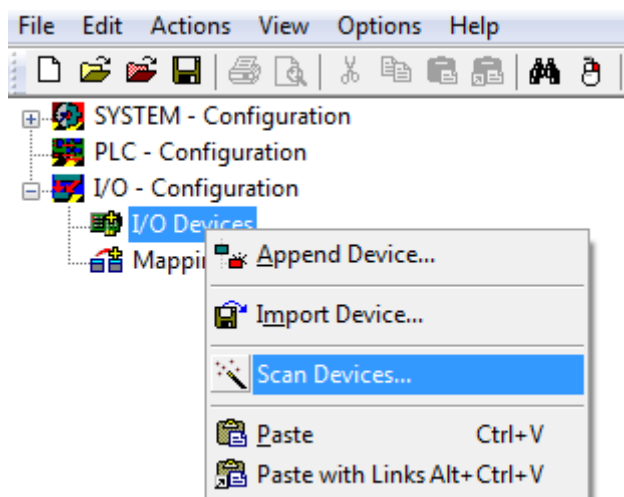 File Edit Actions View Options Help
SYSTEM - Configuration
PLC - Configuration
I/O - Configuration
I/O Devices
Mappi
Append Device...
Import Device...
Scan Devices...
Paste Ctrl+V
Paste with Links Alt+Ctrl+V